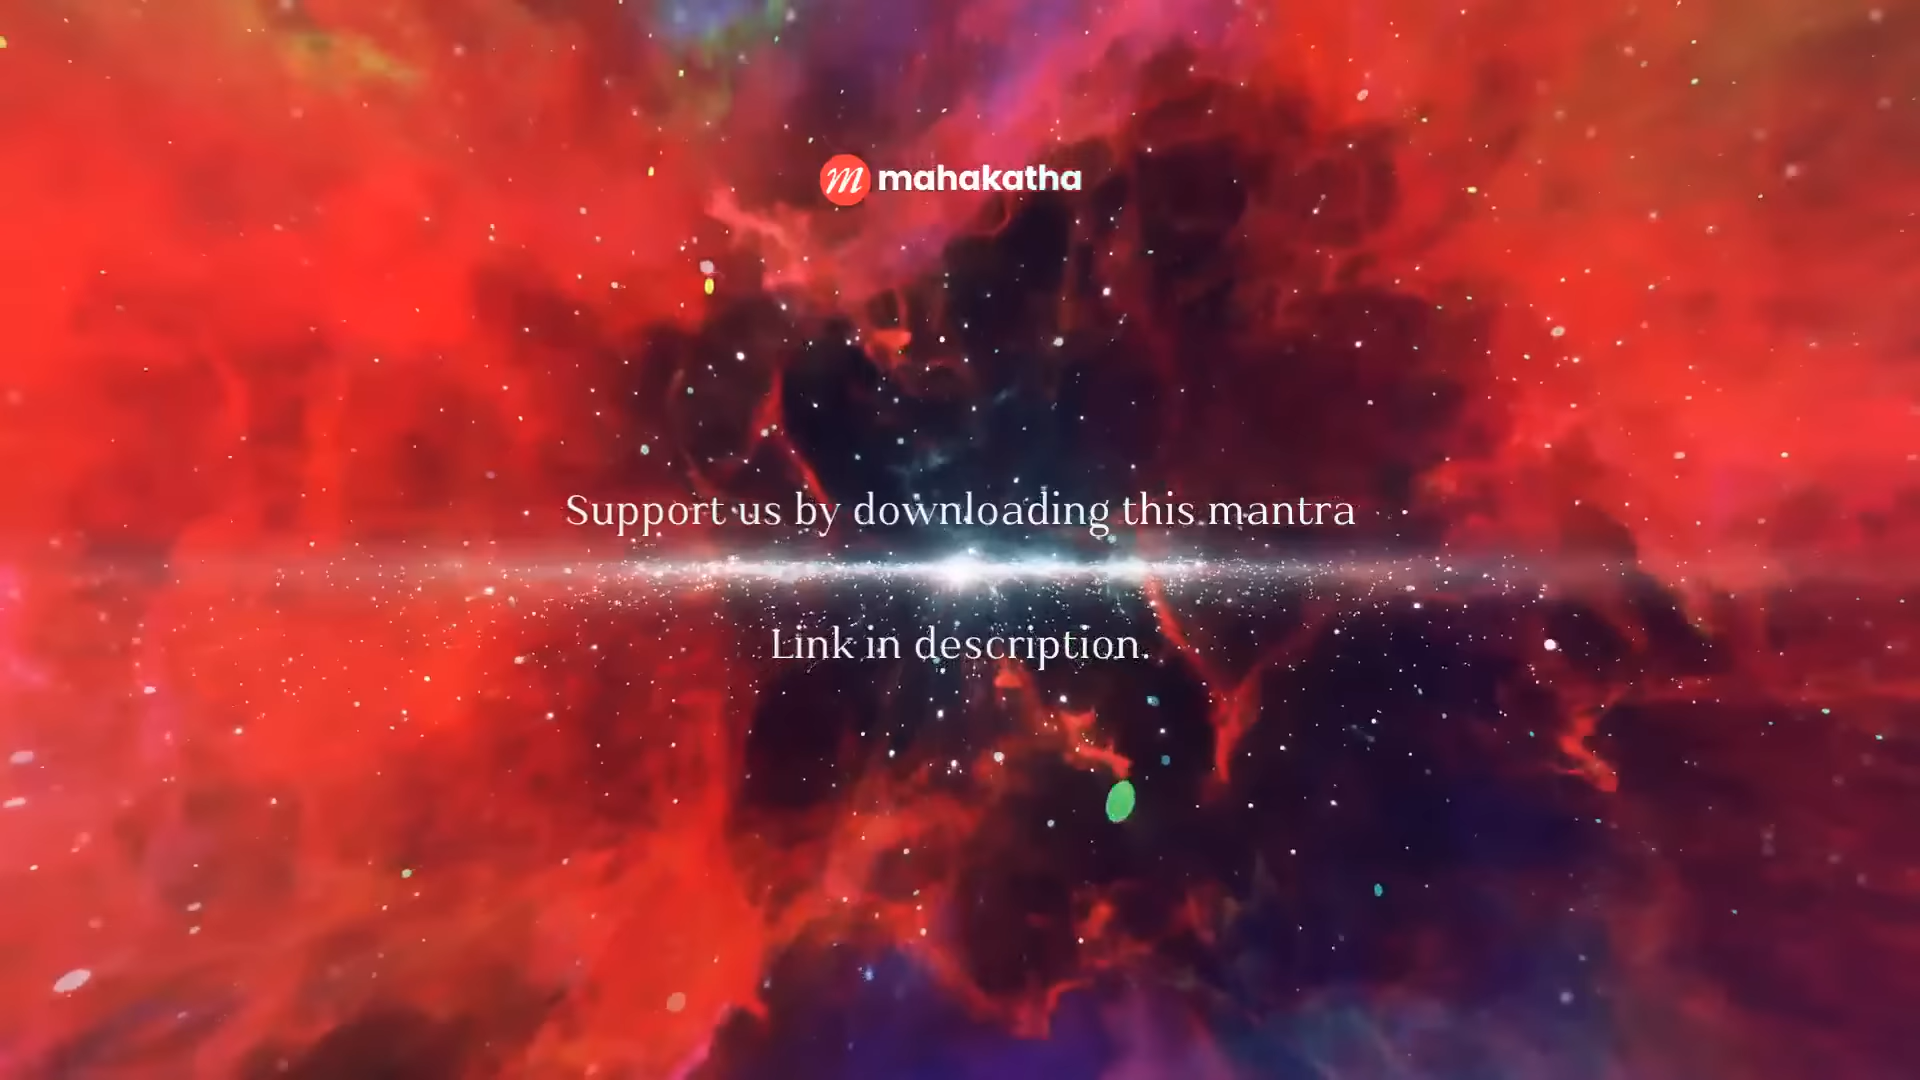 mahakatha
Support us by downloading this mantra
Link in description.